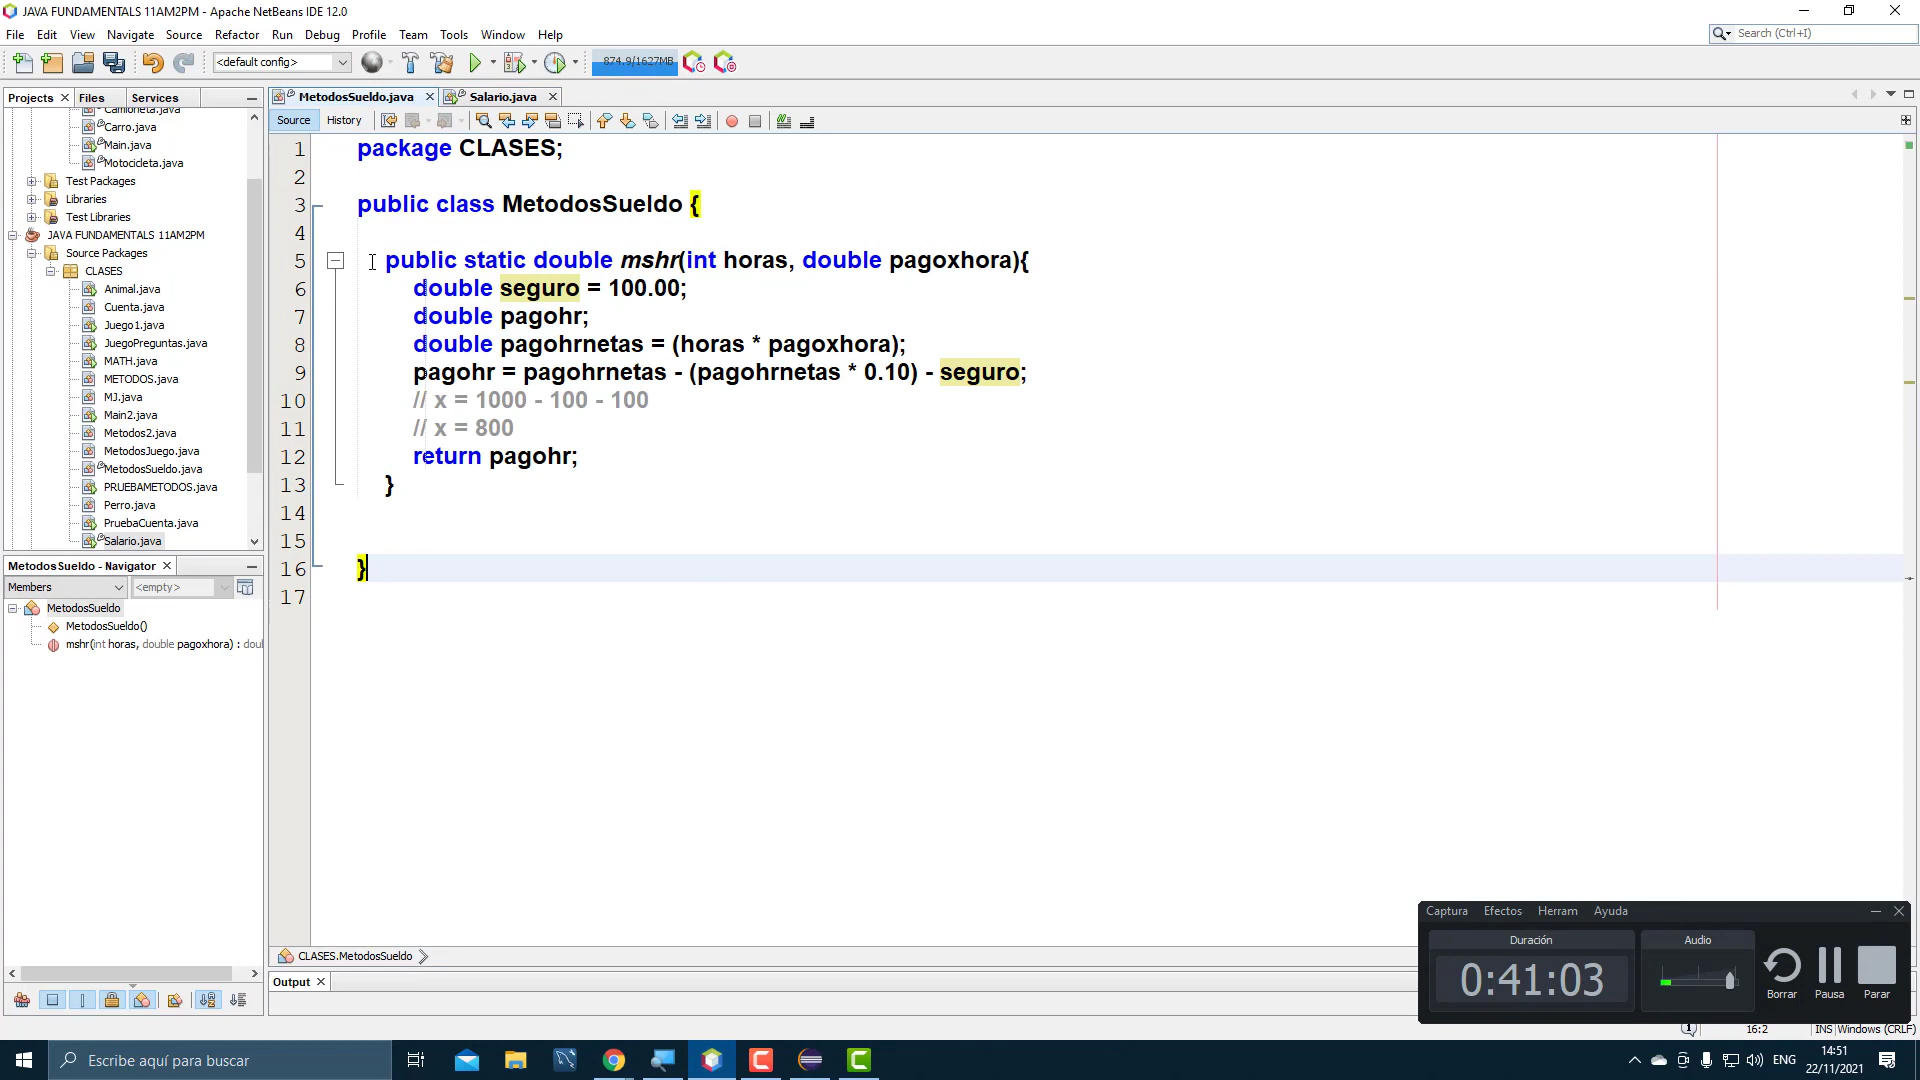 JAVA FUNDAMENTALS 11AM2PM - Apache NetBeans IDE 12.0
File Edit View Navigate Source Refactor Run Debug Profile Team Tools Window Help
Search (Ctrl+I)
<default config>
874.9/1627MB
Projects Files Services
MetodosSueldo.java Salario.java
Source History
Camioneta.java
Carro.java
Main.java
Motocicleta.java
Test Packages
Libraries
Test Libraries
JAVA FUNDAMENTALS 11AM2PM
Source Packages
CLASES
Animal.java
Cuenta.java
Juego1.java
JuegoPreguntas.java
MATH.java
METODOS.java
MJ.java
Main2.java
Metodos2.java
MetodosJuego.java
MetodosSueldo.java
PRUEBAMETODOS.java
Perro.java
PruebaCuenta.java
Salario.java
1 package CLASES;
2
3 public class MetodosSueldo {
4
5 public static double mshr(int horas, double pagoxhora){
6 double seguro = 100.00;
7 double pagohr;
8 double pagohrnetas = (horas * pagoxhora);
9 pagohr = pagohrnetas - (pagohrnetas * 0.10) - seguro;
10 // x = 1000 - 100 - 100
11 // x = 800
12 return pagohr;
13 }
14
15
16 }
17
MetodosSueldo - Navigator
Members <empty>
MetodosSueldo
MetodosSueldo()
mshr(int horas, double pagoxhora) : doul
CLASES.MetodosSueldo
Output
Captura Efectos Herram Ayuda
Duración Audio
0:41:03
Borrar Pausa Parar
1 16:2 INS Windows (CRLF)
Escribe aquí para buscar
ENG
14:51
22/11/2021